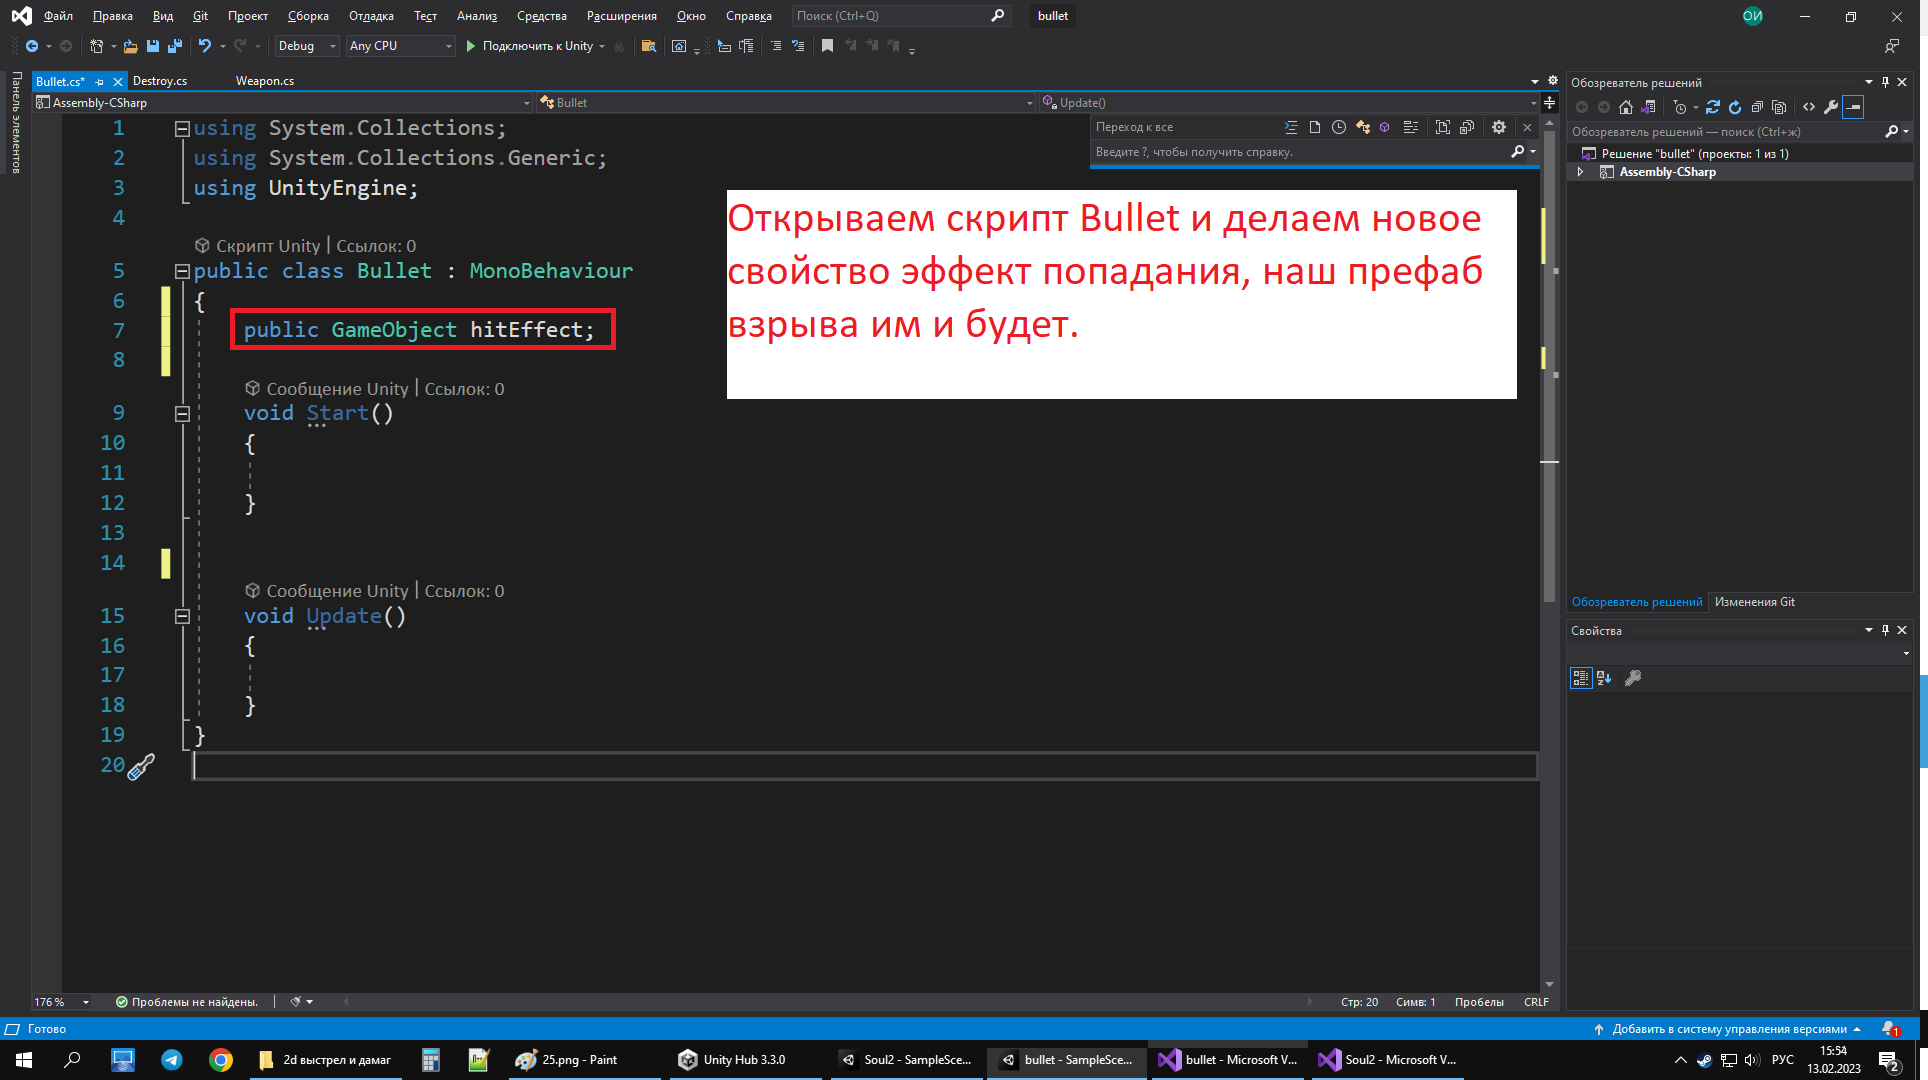 Файл Правка Вид Git Проект Сборка Отладка Тест Анализ Средства Расширения Окно Справка Поиск (Ctrl+Q) bullet ОИ
Debug Any CPU Подключить к Unity
Панель элементов
Bullet.cs* Destroy.cs Weapon.cs
Assembly-CSharp Bullet Update()
Переход к все
Введите ?, чтобы получить справку.
1 using System.Collections;
2 using System.Collections.Generic;
3 using UnityEngine;
4
Скрипт Unity | Ссылок: 0
5 public class Bullet : MonoBehaviour
6 {
7 public GameObject hitEffect;
8
Сообщение Unity | Ссылок: 0
9 void Start()
10 {
11
12 }
13
14
Сообщение Unity | Ссылок: 0
15 void Update()
16 {
17
18 }
19 }
20
Открываем скрипт Bullet и делаем новое
свойство эффект попадания, наш префаб
взрыва им и будет.
Обозреватель решений
Обозреватель решений — поиск (Ctrl+ж)
Решение "bullet" (проекты: 1 из 1)
Assembly-CSharp
Обозреватель решений Изменения Git
Свойства
176 % Проблемы не найдены. Стр: 20 Симв: 1 Пробелы CRLF
Готово Добавить в систему управления версиями 1
2d выстрел и дамаг 25.png - Paint Unity Hub 3.3.0 Soul2 - SampleSce... bullet - SampleSce... bullet - Microsoft V... Soul2 - Microsoft V... РУС 15:54
13.02.2023 2